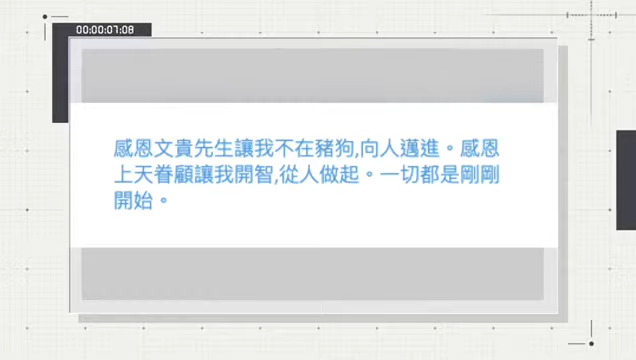 00:00:07:08
感恩文貴先生讓我不在豬狗,向人邁進。感恩
上天眷顧讓我開智,從人做起。一切都是剛剛
開始。